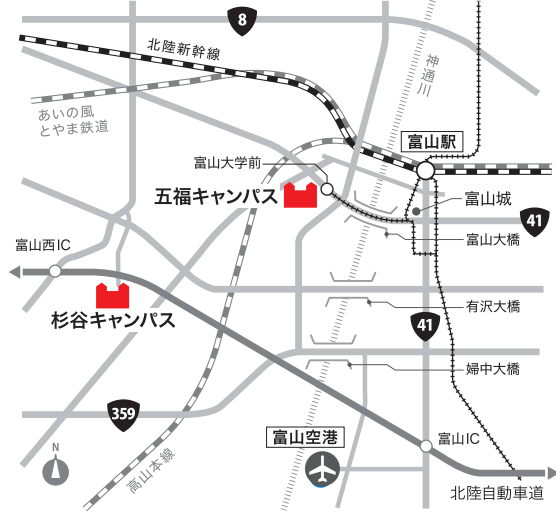 8
北陸新幹線
神通川
あいの風
とやま鉄道
富山駅
富山大学前
五福キャンパス
富山城
41
富山大橋
富山西IC
杉谷キャンパス
有沢大橋
41
婦中大橋
359
富山空港
富山IC
N
高山本線
北陸自動車道